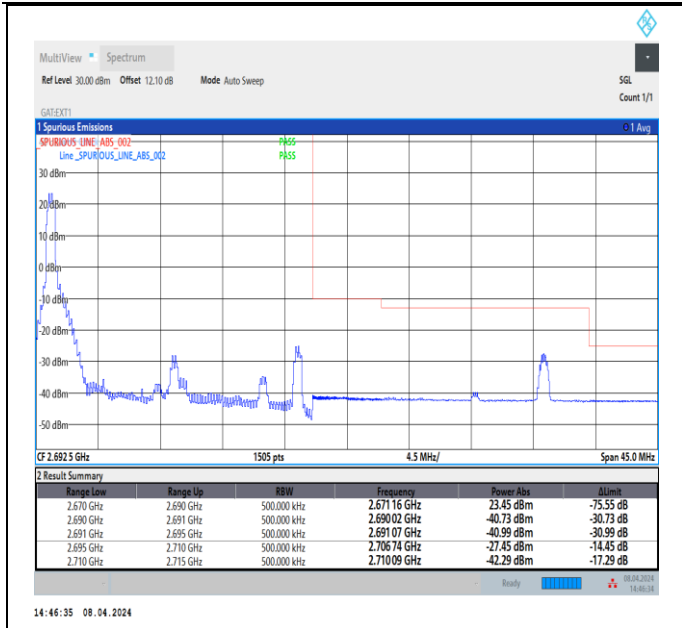 MultiView Spectrum
Ref Level 30.00 dBm Offset 12.10 dB Mode Auto Sweep SGL
Count 1/1
GAT:EXT1
1 Spurious Emissions 1 Avg
_SPURIOUS_LINE_ABS_002 PASS
Line _SPURIOUS_LINE_ABS_002 PASS
30 dBm
20 dBm
10 dBm
0 dBm
-10 dBm
-20 dBm
-30 dBm
-40 dBm
-50 dBm
CF 2.692 5 GHz 1505 pts 4.5 MHz/ Span 45.0 MHz
2 Result Summary
Range Low Range Up RBW Frequency Power Abs ΔLimit
2.670 GHz 2.690 GHz 500.000 kHz 2.671 16 GHz 23.45 dBm -75.55 dB
2.690 GHz 2.691 GHz 500.000 kHz 2.690 02 GHz -40.73 dBm -30.73 dB
2.691 GHz 2.695 GHz 500.000 kHz 2.691 07 GHz -40.99 dBm -30.99 dB
2.695 GHz 2.710 GHz 500.000 kHz 2.706 74 GHz -27.45 dBm -14.45 dB
2.710 GHz 2.715 GHz 500.000 kHz 2.710 09 GHz -42.29 dBm -17.29 dB
Ready 08.04.2024
14:46:34
14:46:35 08.04.2024